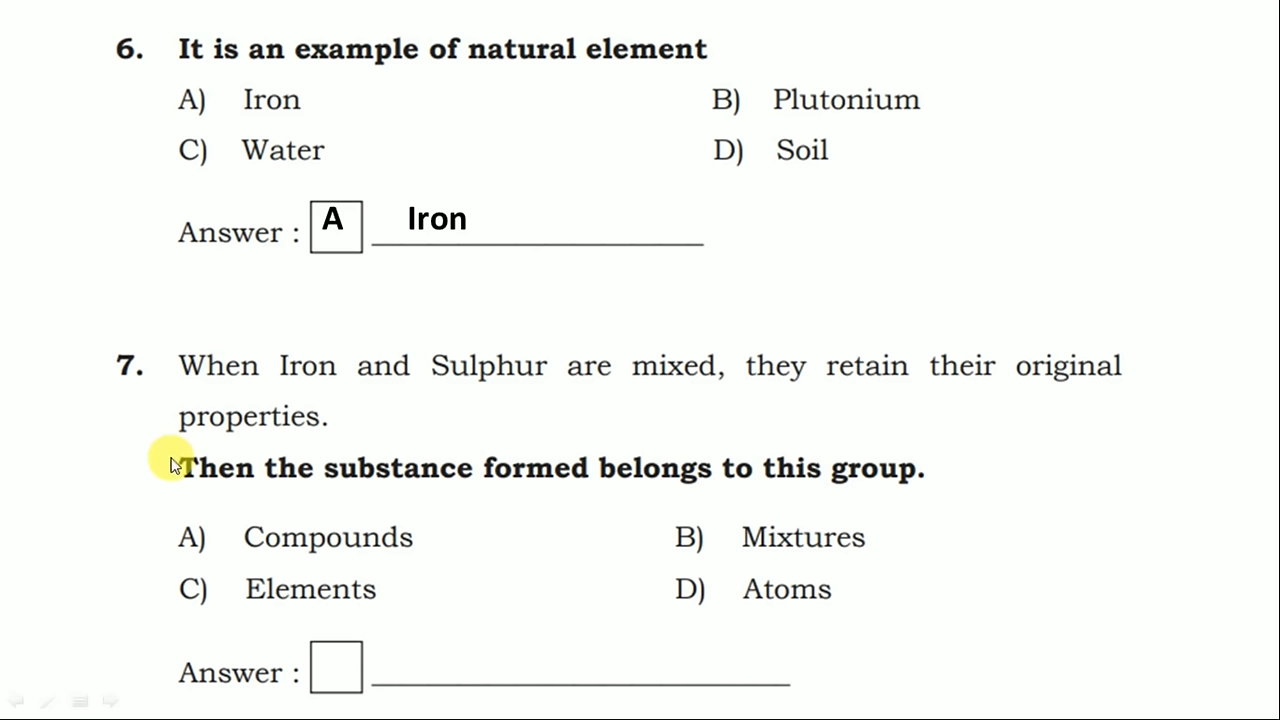 6. It is an example of natural element
A) Iron B) Plutonium
C) Water D) Soil
Answer : A Iron
7. When Iron and Sulphur are mixed, they retain their original
properties.
Then the substance formed belongs to this group.
A) Compounds B) Mixtures
C) Elements D) Atoms
Answer :